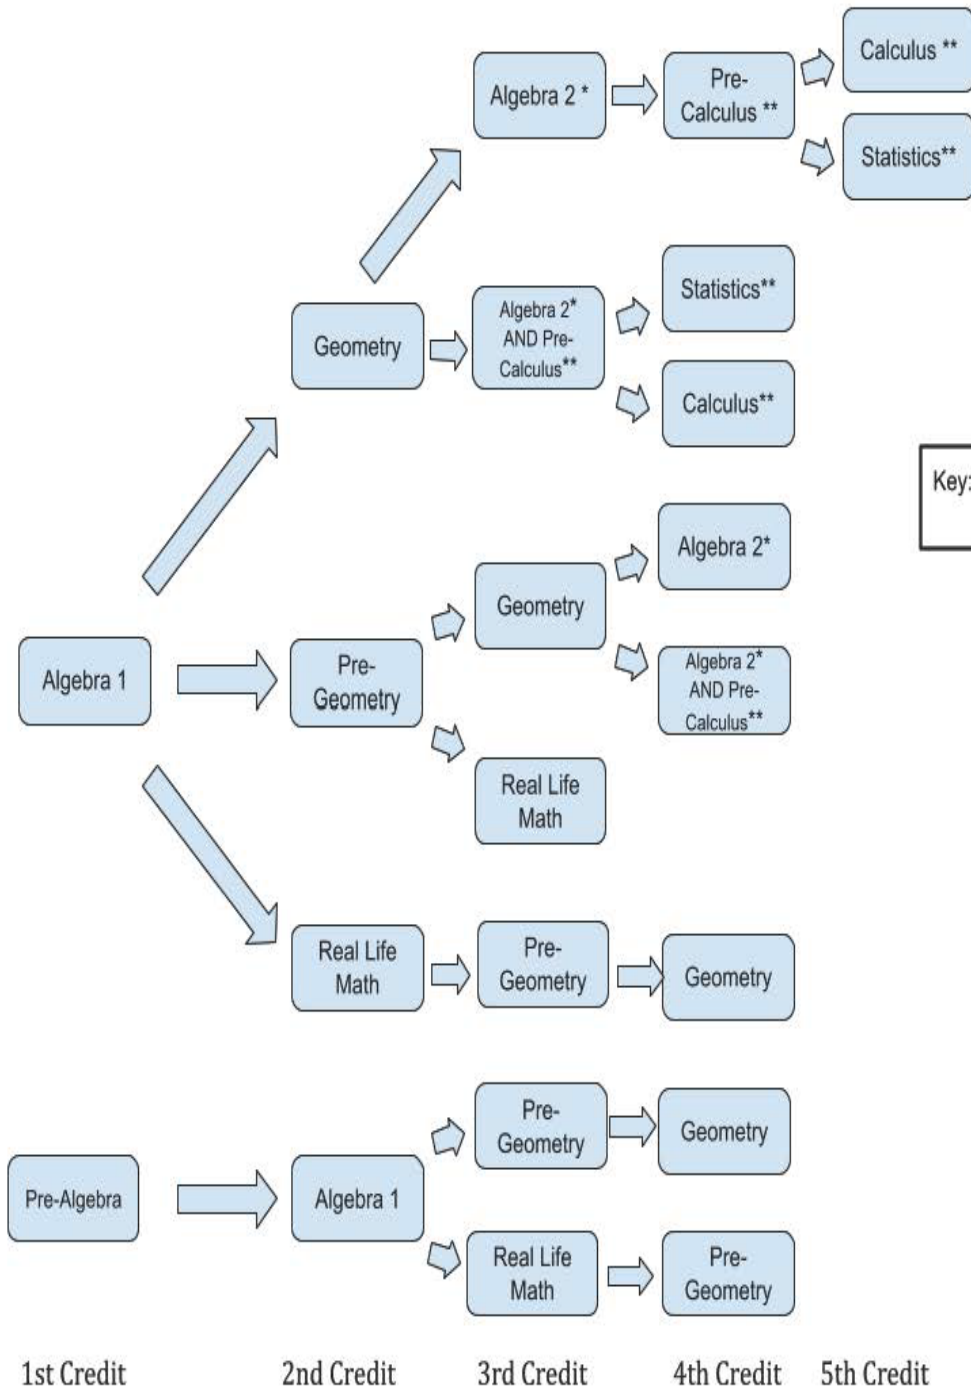 Calculus **
Algebra 2 *
Pre-
Calculus **
Statistics**
Statistics**
Geometry
Algebra 2*
AND Pre-
Calculus**
Calculus**
Key:
Algebra 2*
Geometry
Algebra 1
Pre-
Geometry
Algebra 2*
AND Pre-
Calculus**
Real Life
Math
Real Life
Math
Pre-
Geometry
Geometry
Pre-
Geometry
Geometry
Pre-Algebra
Algebra 1
Real Life
Math
Pre-
Geometry
1st Credit
2nd Credit
3rd Credit
4th Credit
5th Credit